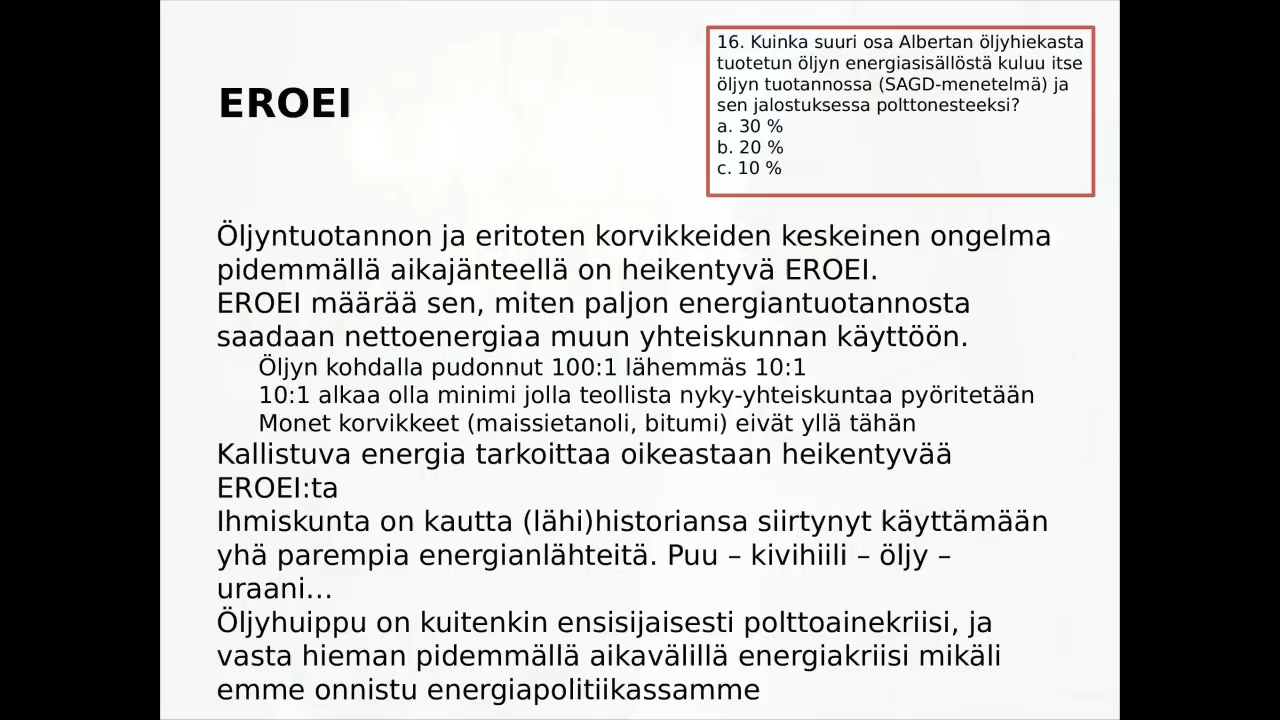 EROEI
16. Kuinka suuri osa Albertan öljyhiekasta
tuotetun öljyn energiasisällöstä kuluu itse
öljyn tuotannossa (SAGD-menetelmä) ja
sen jalostuksessa polttonesteeksi?
a. 30 %
b. 20 %
c. 10 %
Öljyntuotannon ja eritoten korvikkeiden keskeinen ongelma
pidemmällä aikajänteellä on heikentyvä EROEI.
EROEI määrää sen, miten paljon energiantuotannosta
saadaan nettoenergiaa muun yhteiskunnan käyttöön.
Öljyn kohdalla pudonnut 100:1 lähemmäs 10:1
10:1 alkaa olla minimi jolla teollista nyky-yhteiskuntaa pyöritetään
Monet korvikkeet (maissietanoli, bitumi) eivät yllä tähän
Kallistuva energia tarkoittaa oikeastaan heikentyvää
EROEI:ta
Ihmiskunta on kautta (lähi)historiansa siirtynyt käyttämään
yhä parempia energianlähteitä. Puu – kivihiili – öljy –
uraani…
Öljyhuippu on kuitenkin ensisijaisesti polttoainekriisi, ja
vasta hieman pidemmällä aikavälillä energiakriisi mikäli
emme onnistu energiapolitiikassamme